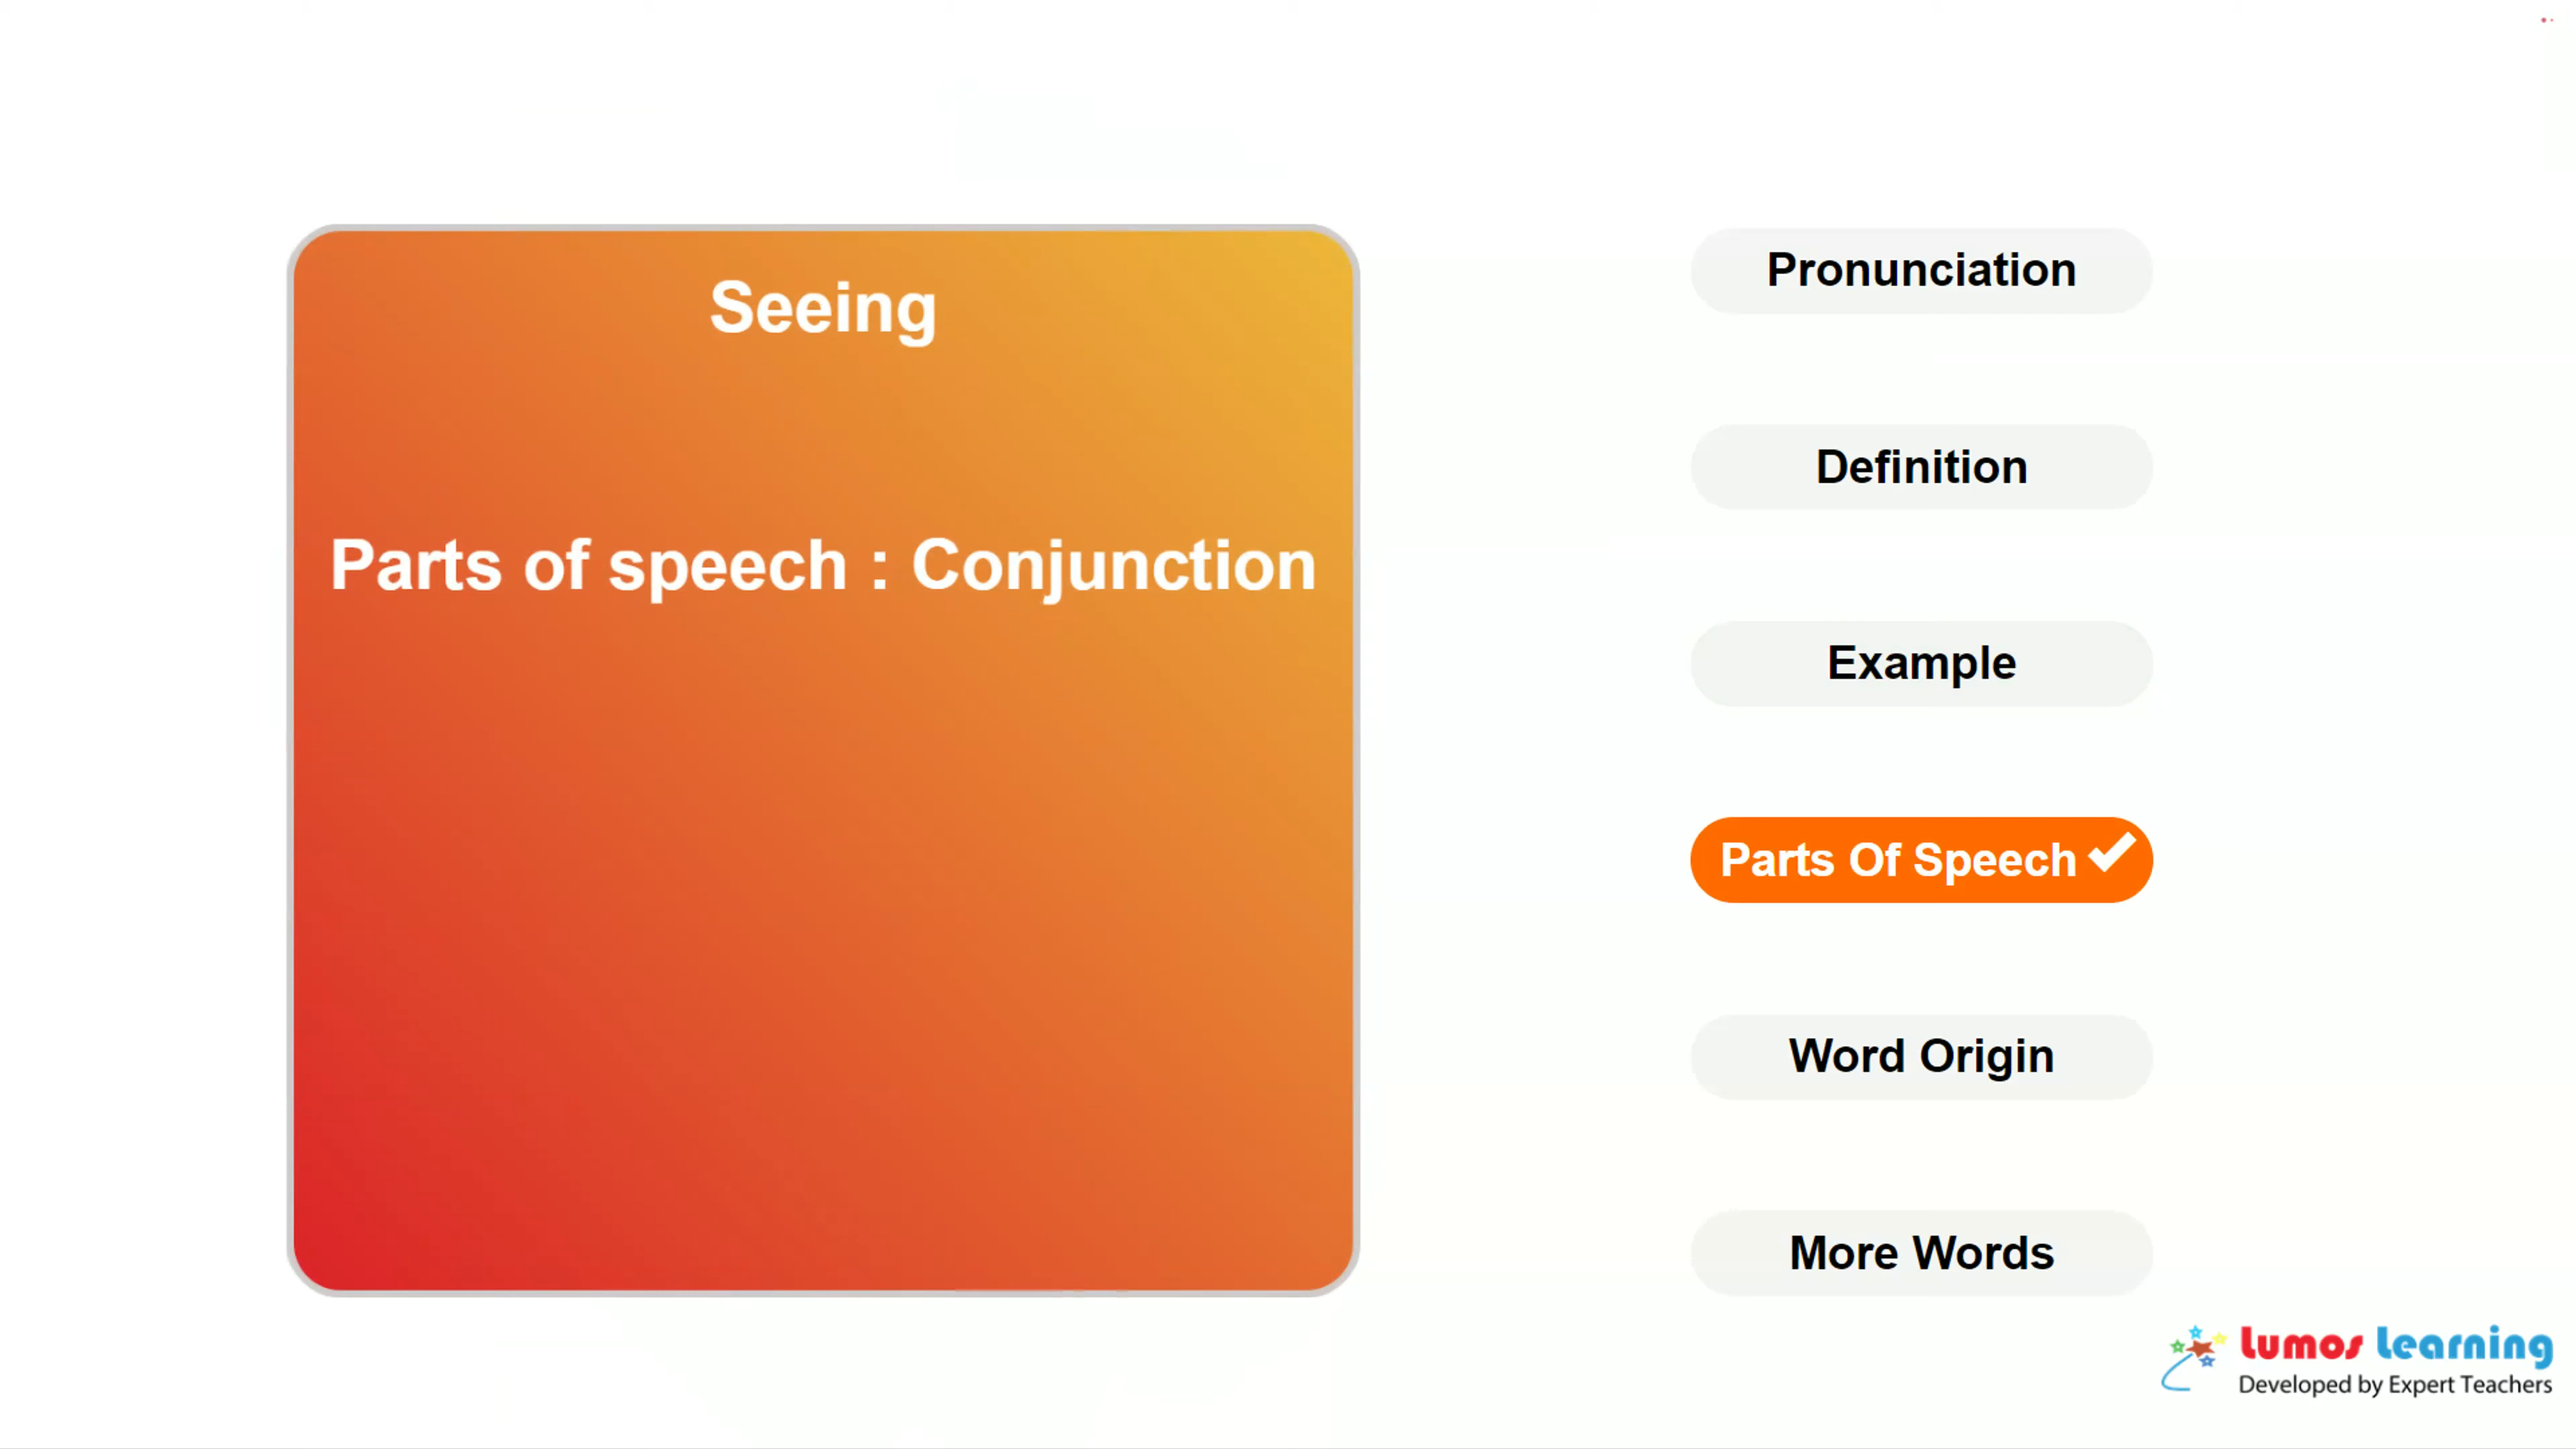 Seeing
Parts of speech : Conjunction
Pronunciation
Definition
Example
Parts Of Speech
Word Origin
More Words
Lumos Learning
Developed by Expert Teachers